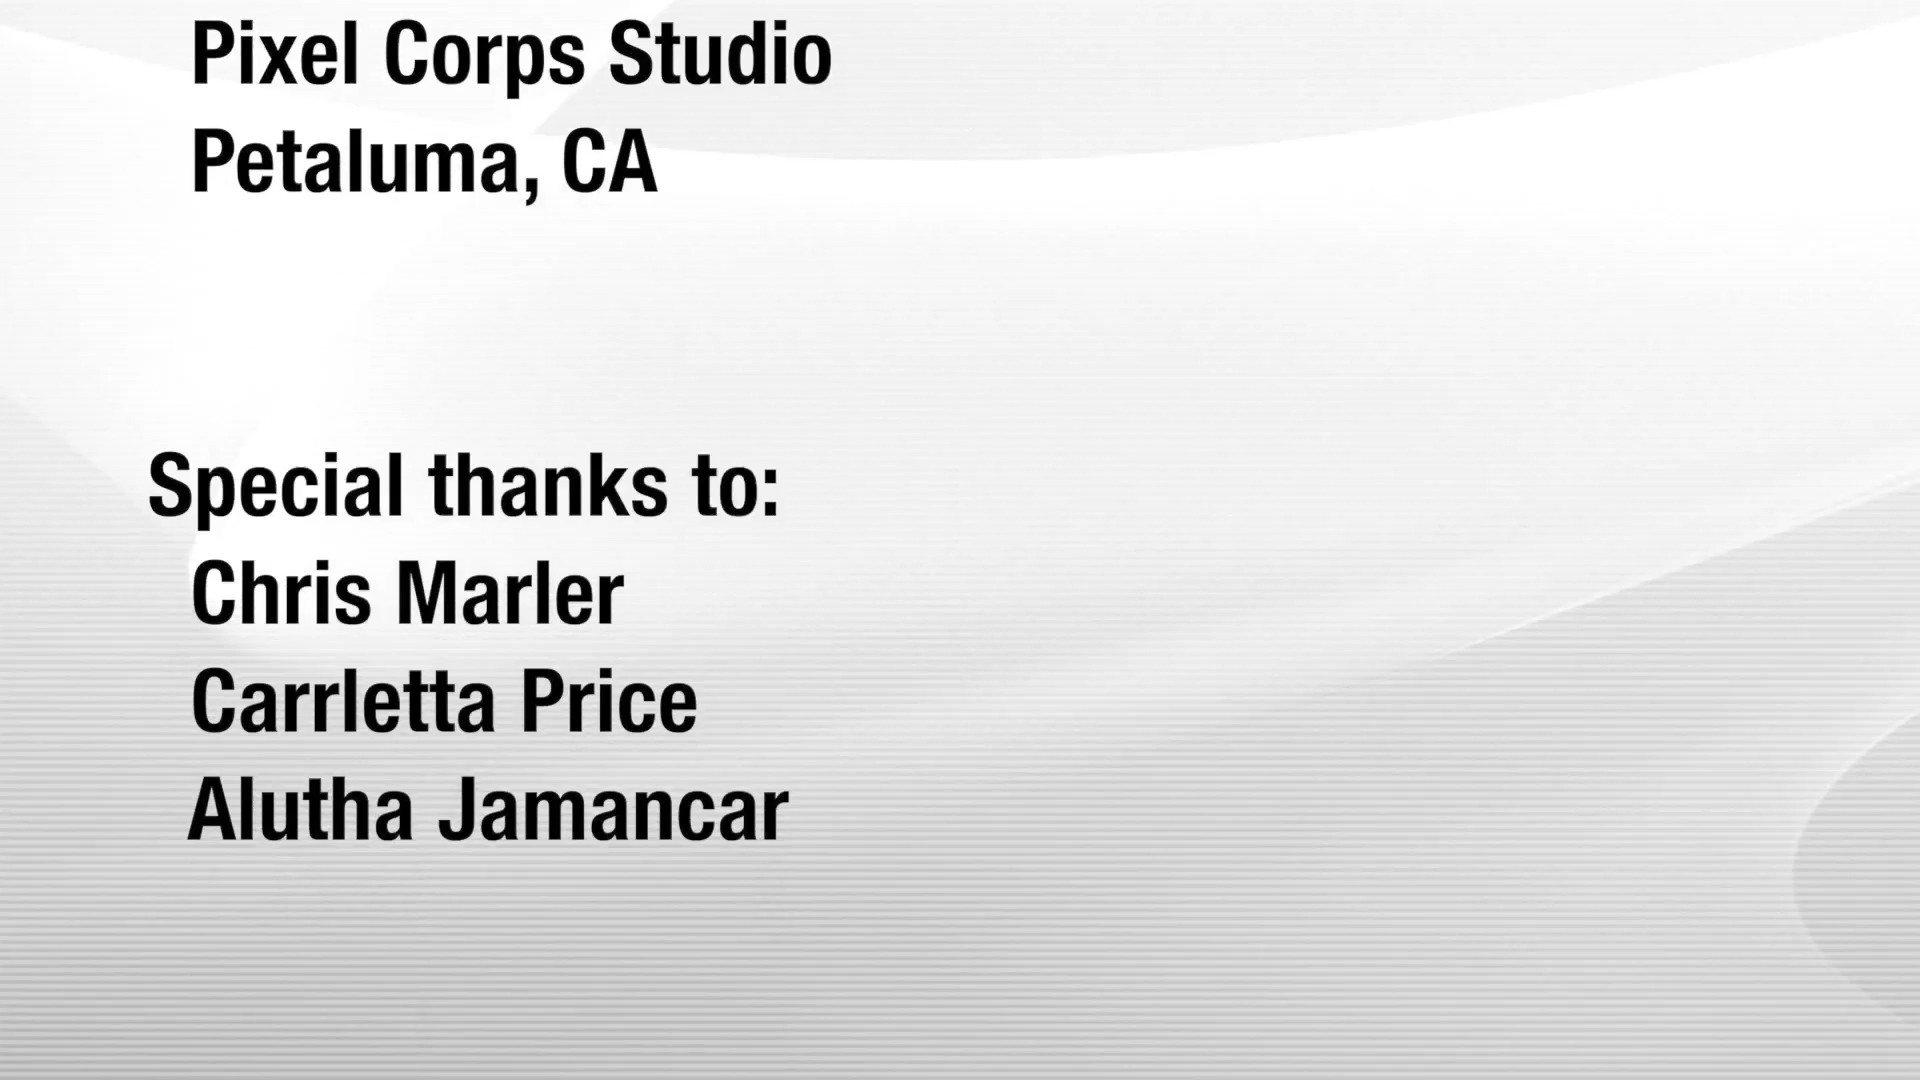 Pixel Corps Studio
Petaluma, CA
Special thanks to:
Chris Marler
Carrletta Price
Alutha Jamancar